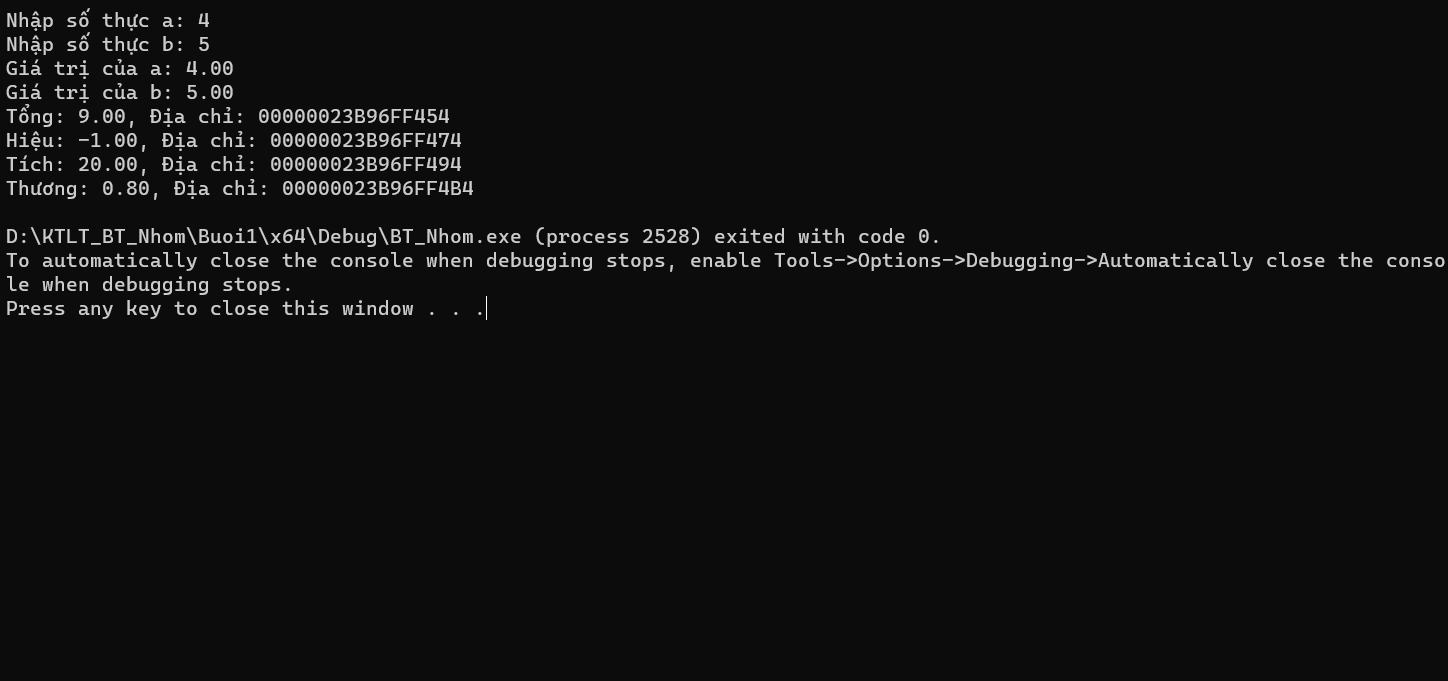 Nhập số thực a: 4
Nhập số thực b: 5
Giá trị của a: 4.00
Giá trị của b: 5.00
Tổng: 9.00, Địa chỉ: 00000023B96FF454
Hiệu: -1.00, Địa chỉ: 00000023B96FF474
Tích: 20.00, Địa chỉ: 00000023B96FF494
Thương: 0.80, Địa chỉ: 00000023B96FF4B4
D:\KTLT_BT_Nhom\Buoi1\x64\Debug\BT_Nhom.exe (process 2528) exited with code 0.
To automatically close the console when debugging stops, enable Tools->Options->Debugging->Automatically close the conso
le when debugging stops.
Press any key to close this window . . .